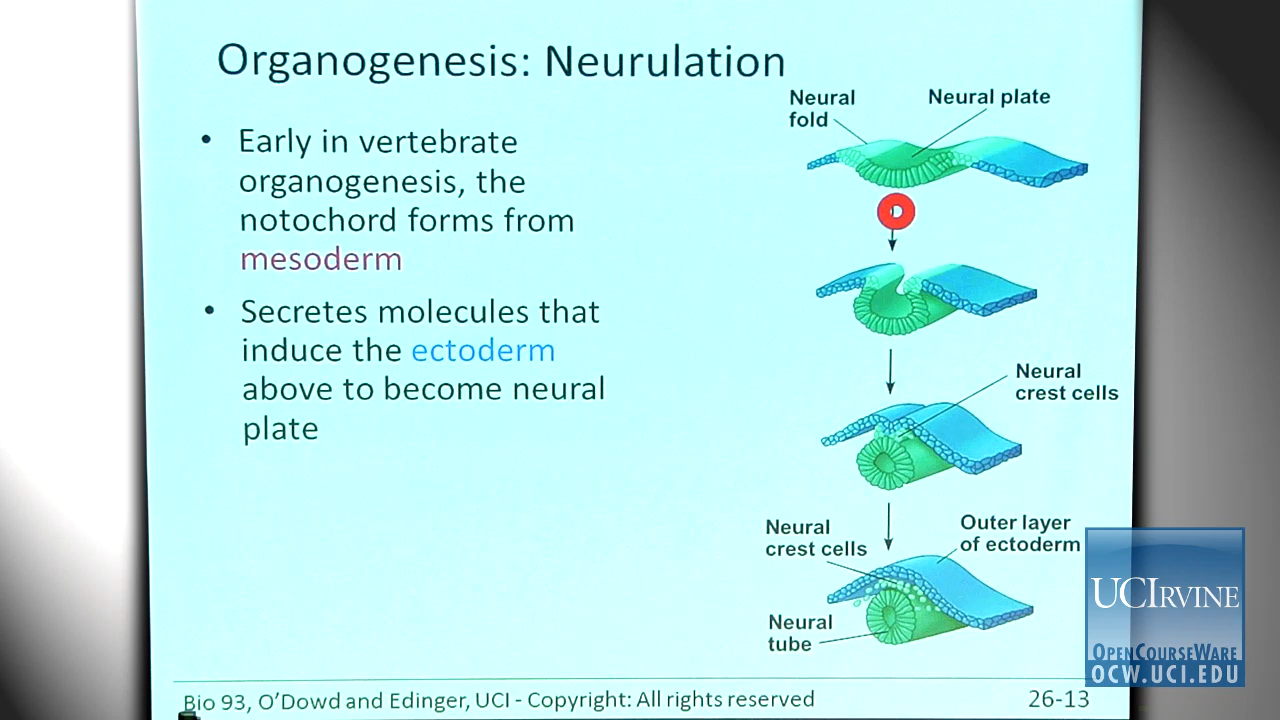 Organogenesis: Neurulation
• Early in vertebrate
organogenesis, the
notochord forms from
mesoderm
• Secretes molecules that
induce the ectoderm
above to become neural
plate
Neural
fold
Neural plate
Neural
crest cells
Neural
crest cells
Outer layer
of ectoderm
Neural
tube
Bio 93, O'Dowd and Edinger, UCI - Copyright: All rights reserved
26-13
UCIRVINE
OPENCOURSEWARE
OCW.UCI.EDU